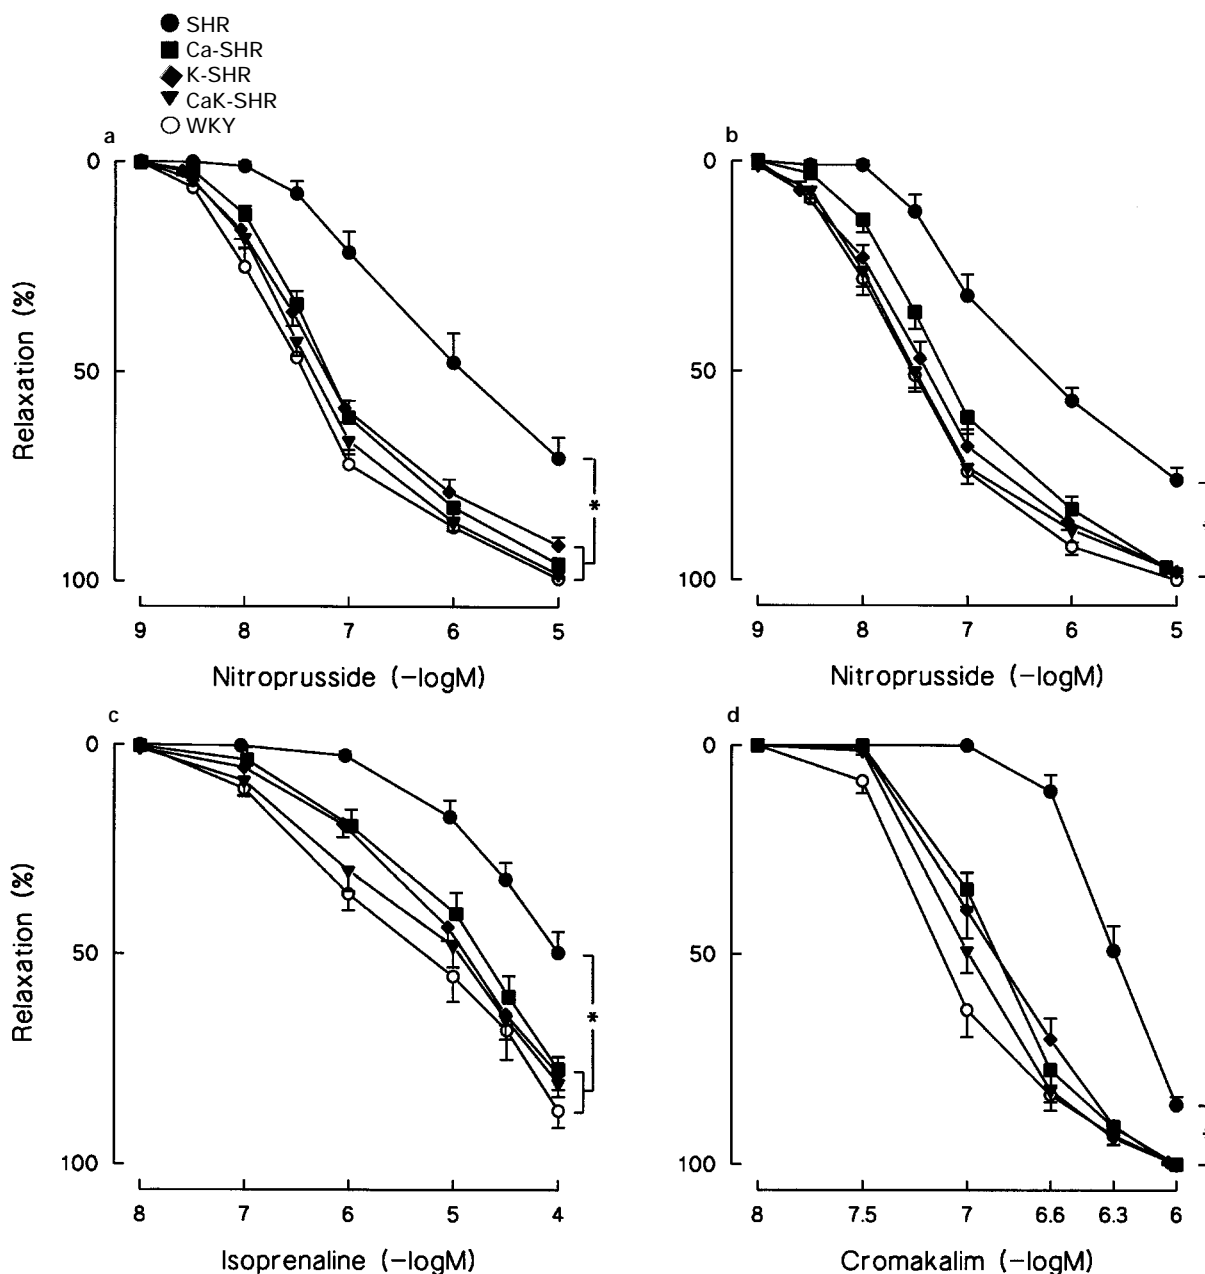 SHR
Ca-SHR
K-SHR
CaK-SHR
WKY
a
0
50
100
Relaxation (%)
*
9 8 7 6 5
Nitroprusside (−logM)
b
0
50
100
9 8 7 6 5
Nitroprusside (−logM)
c
0
50
100
Relaxation (%)
*
8 7 6 5 4
Isoprenaline (−logM)
d
0
50
100
8 7.5 7 6.6 6.3 6
Cromakalim (−logM)